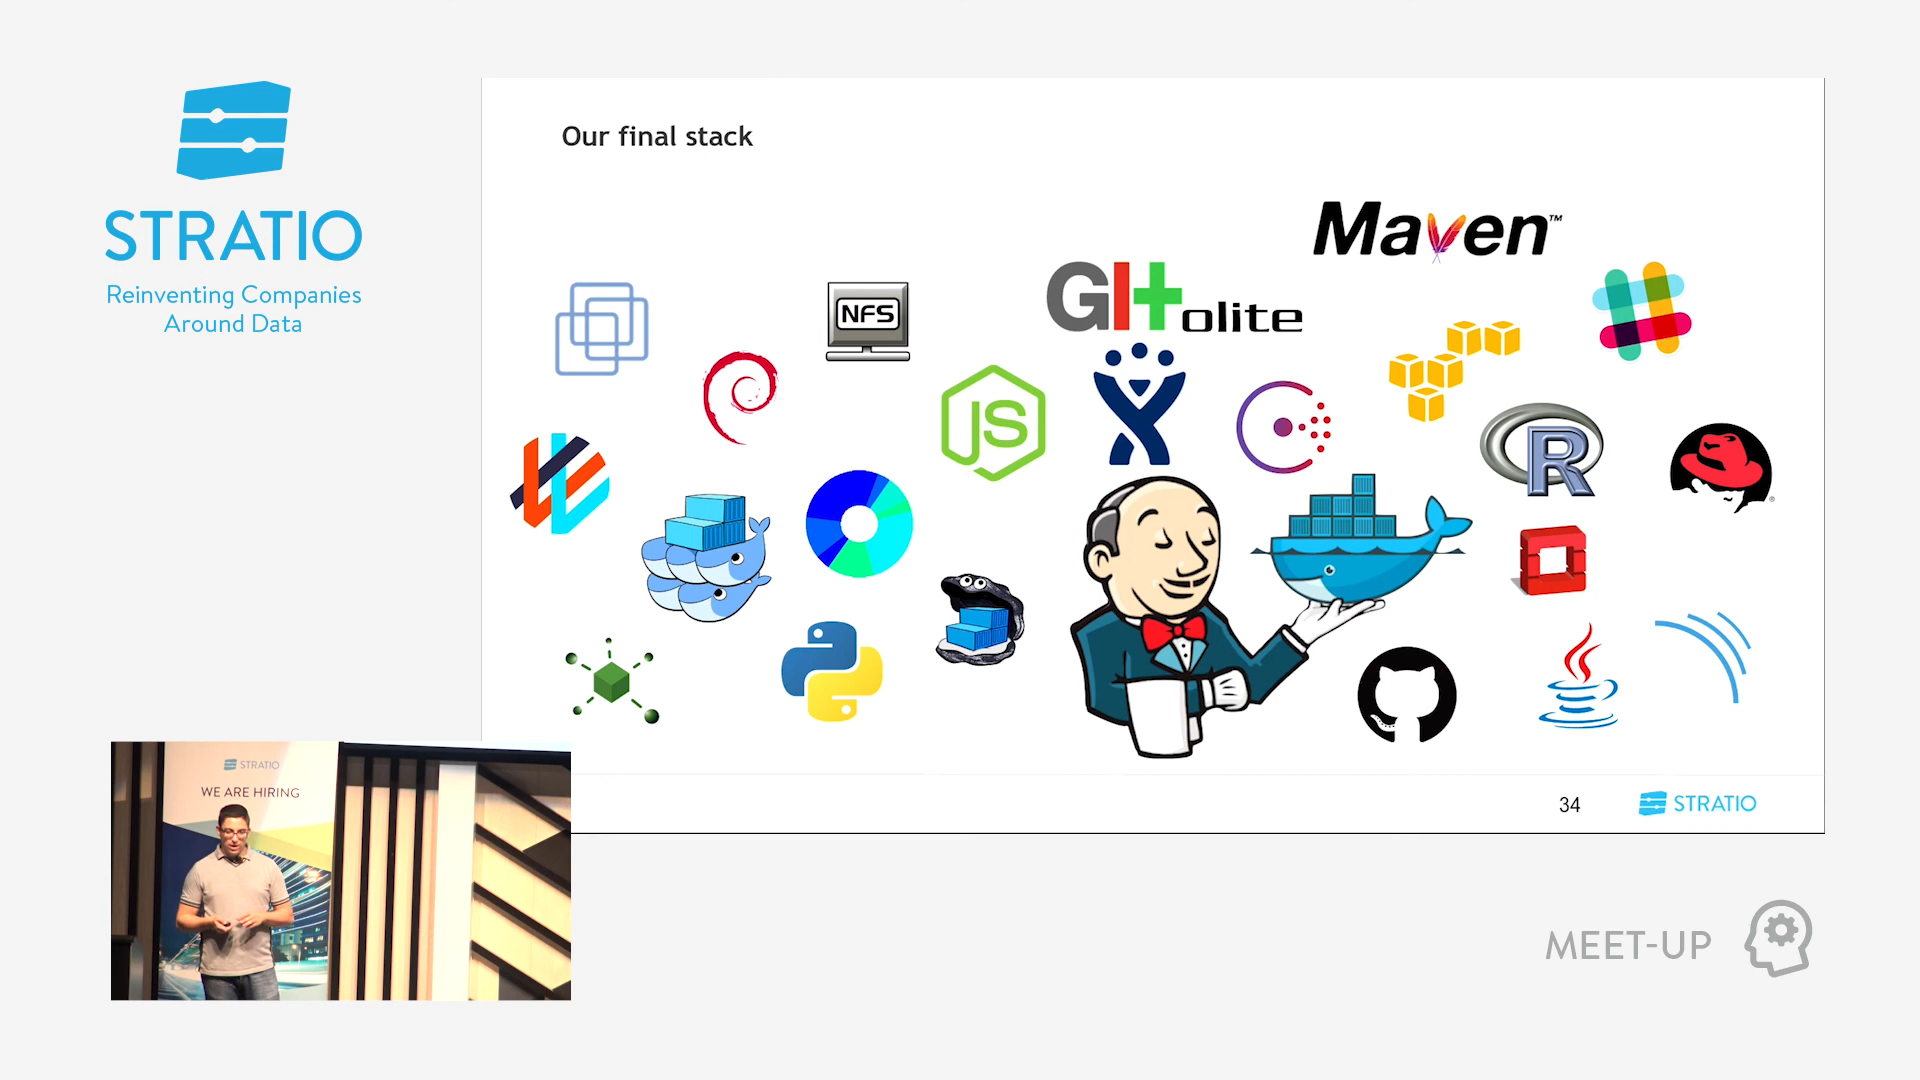 STRATIO
Reinventing Companies
Around Data
Our final stack
Maven™
GIt olite
NFS
JS
R
34
STRATIO
STRATIO
WE ARE HIRING
MEET-UP